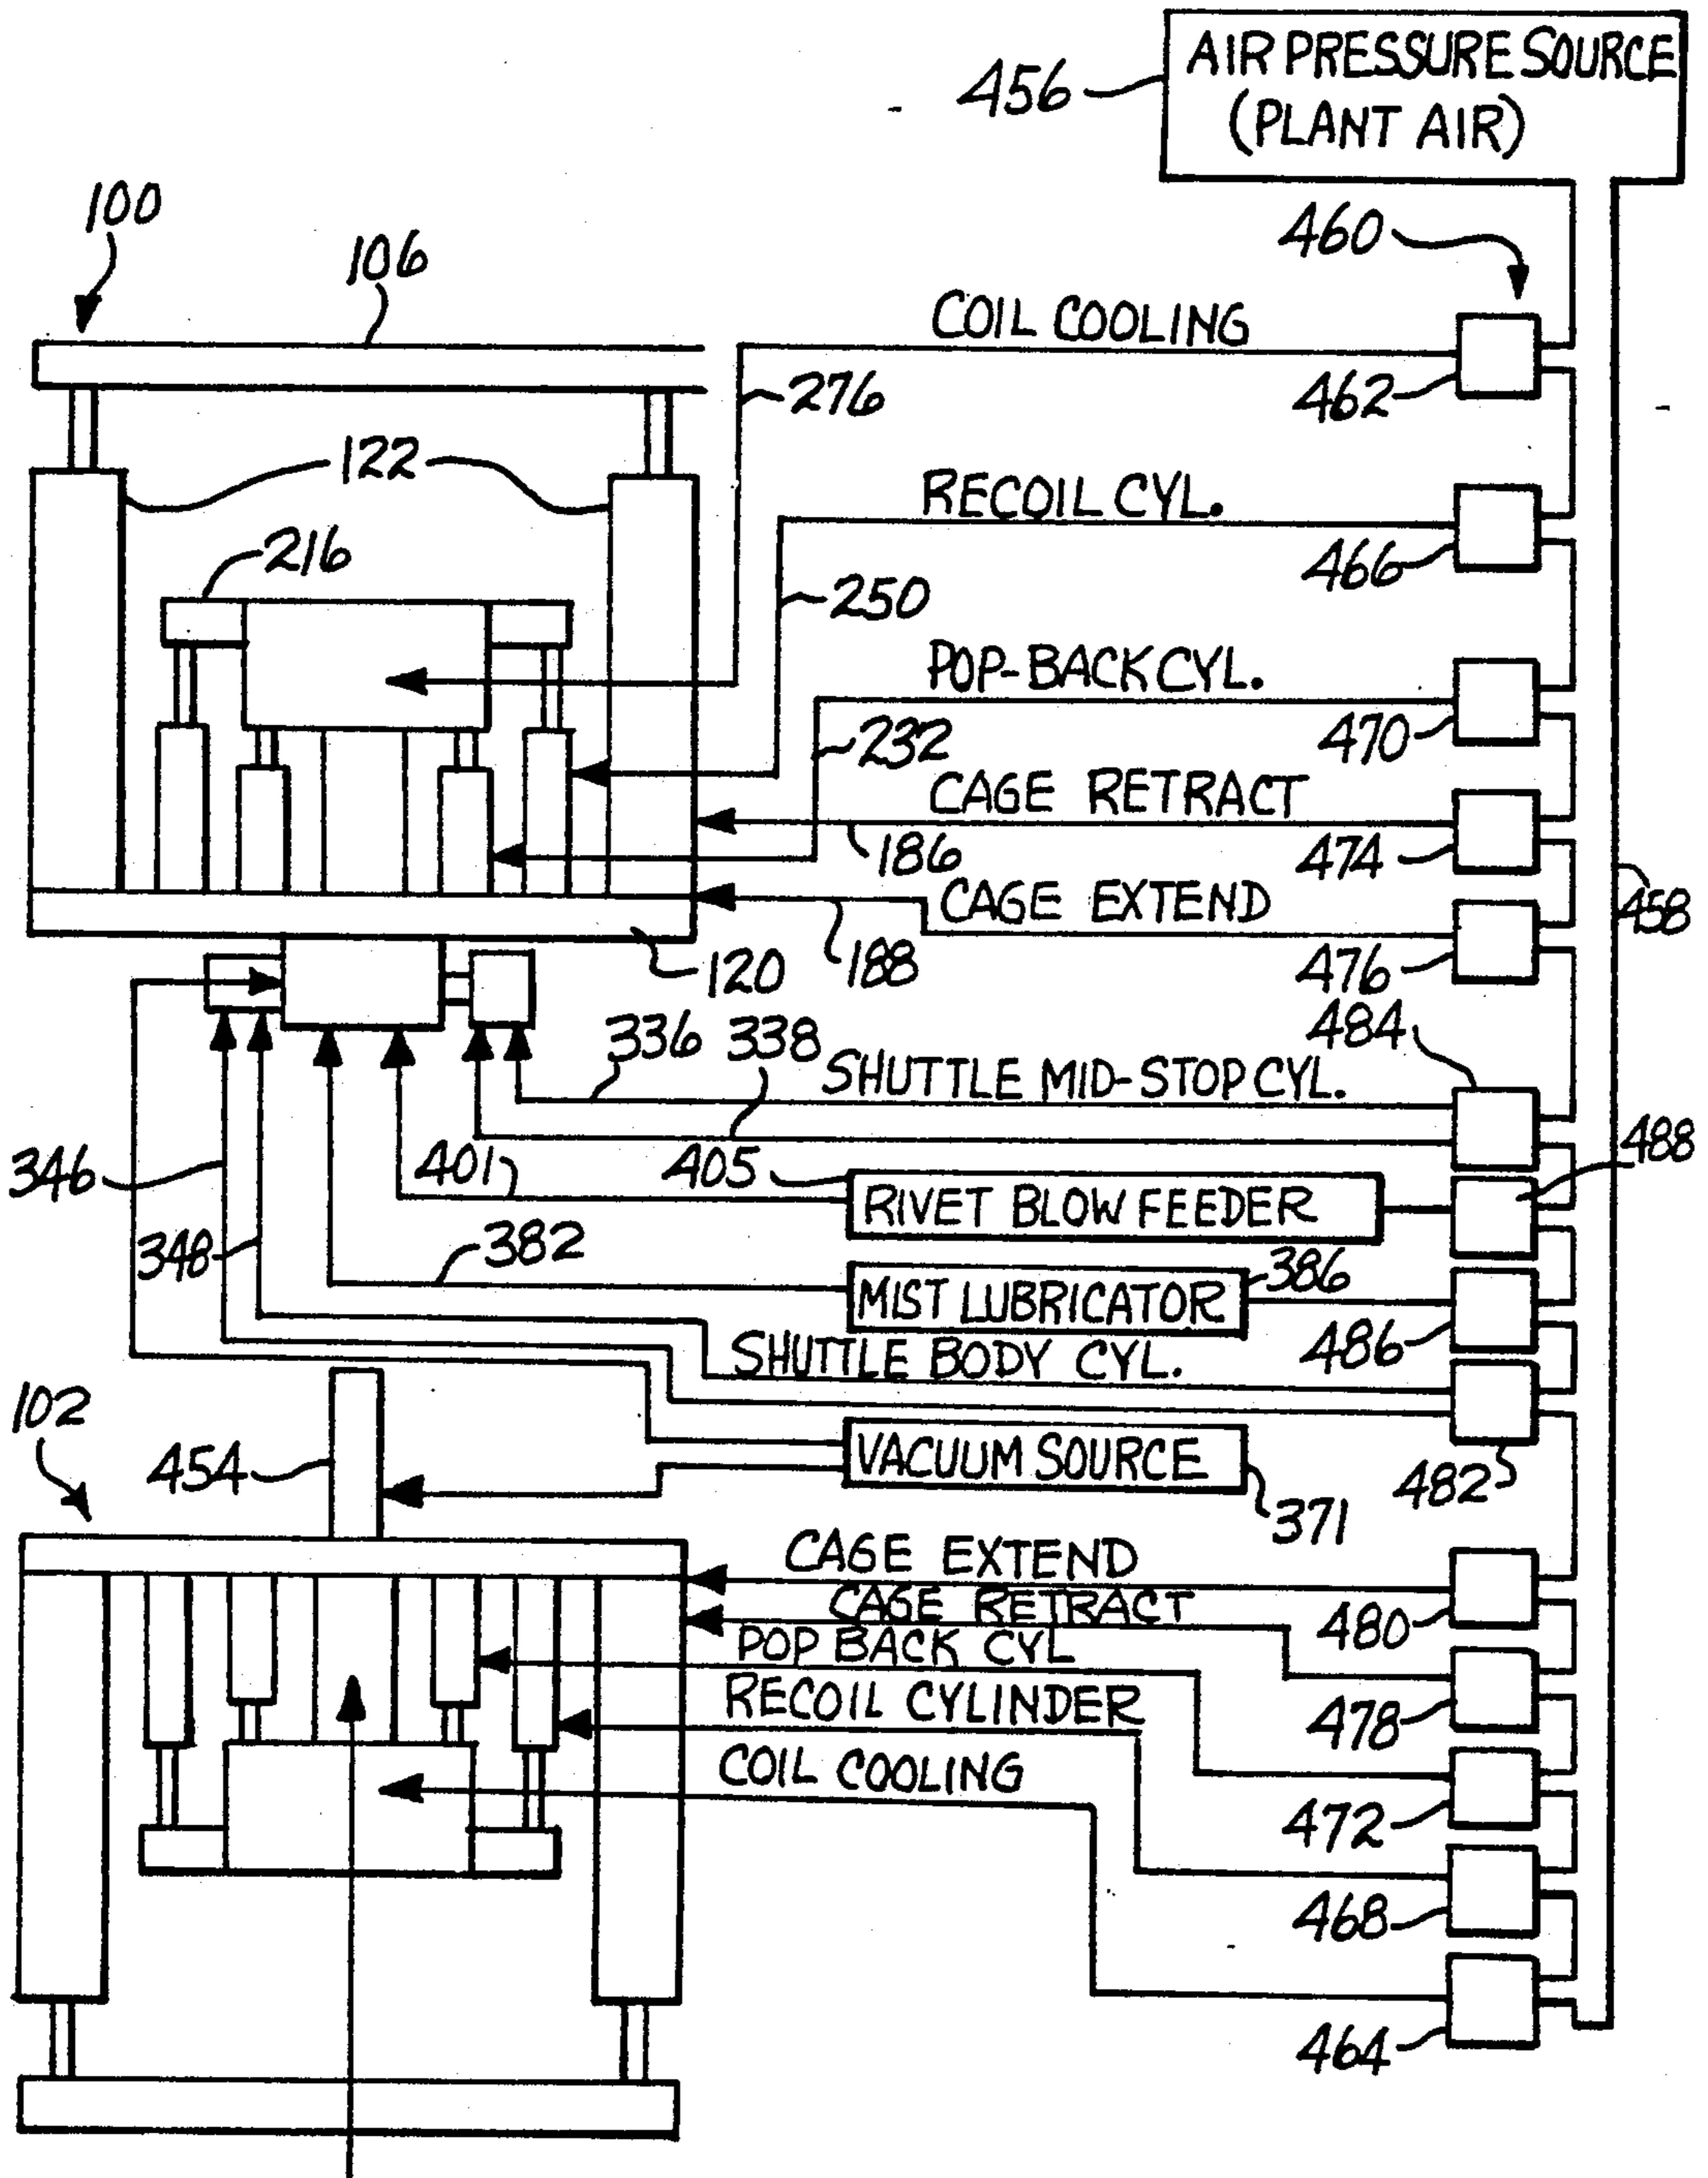 AIR PRESSURE SOURCE
(PLANT AIR)
456
100
106
460
COIL COOLING
276
462
122
RECOIL CYL.
466
216
250
POP-BACK CYL.
470
232
CAGE RETRACT
186
474
458
CAGE EXTEND
120
188
476
484
336
338
SHUTTLE MID-STOP CYL.
488
346
401
405
RIVET BLOW FEEDER
348
382
386
MIST LUBRICATOR
486
SHUTTLE BODY CYL.
102
454
VACUUM SOURCE
482
371
CAGE EXTEND
480
CAGE RETRACT
POP BACK CYL
RECOIL CYLINDER
478
COIL COOLING
472
468
464